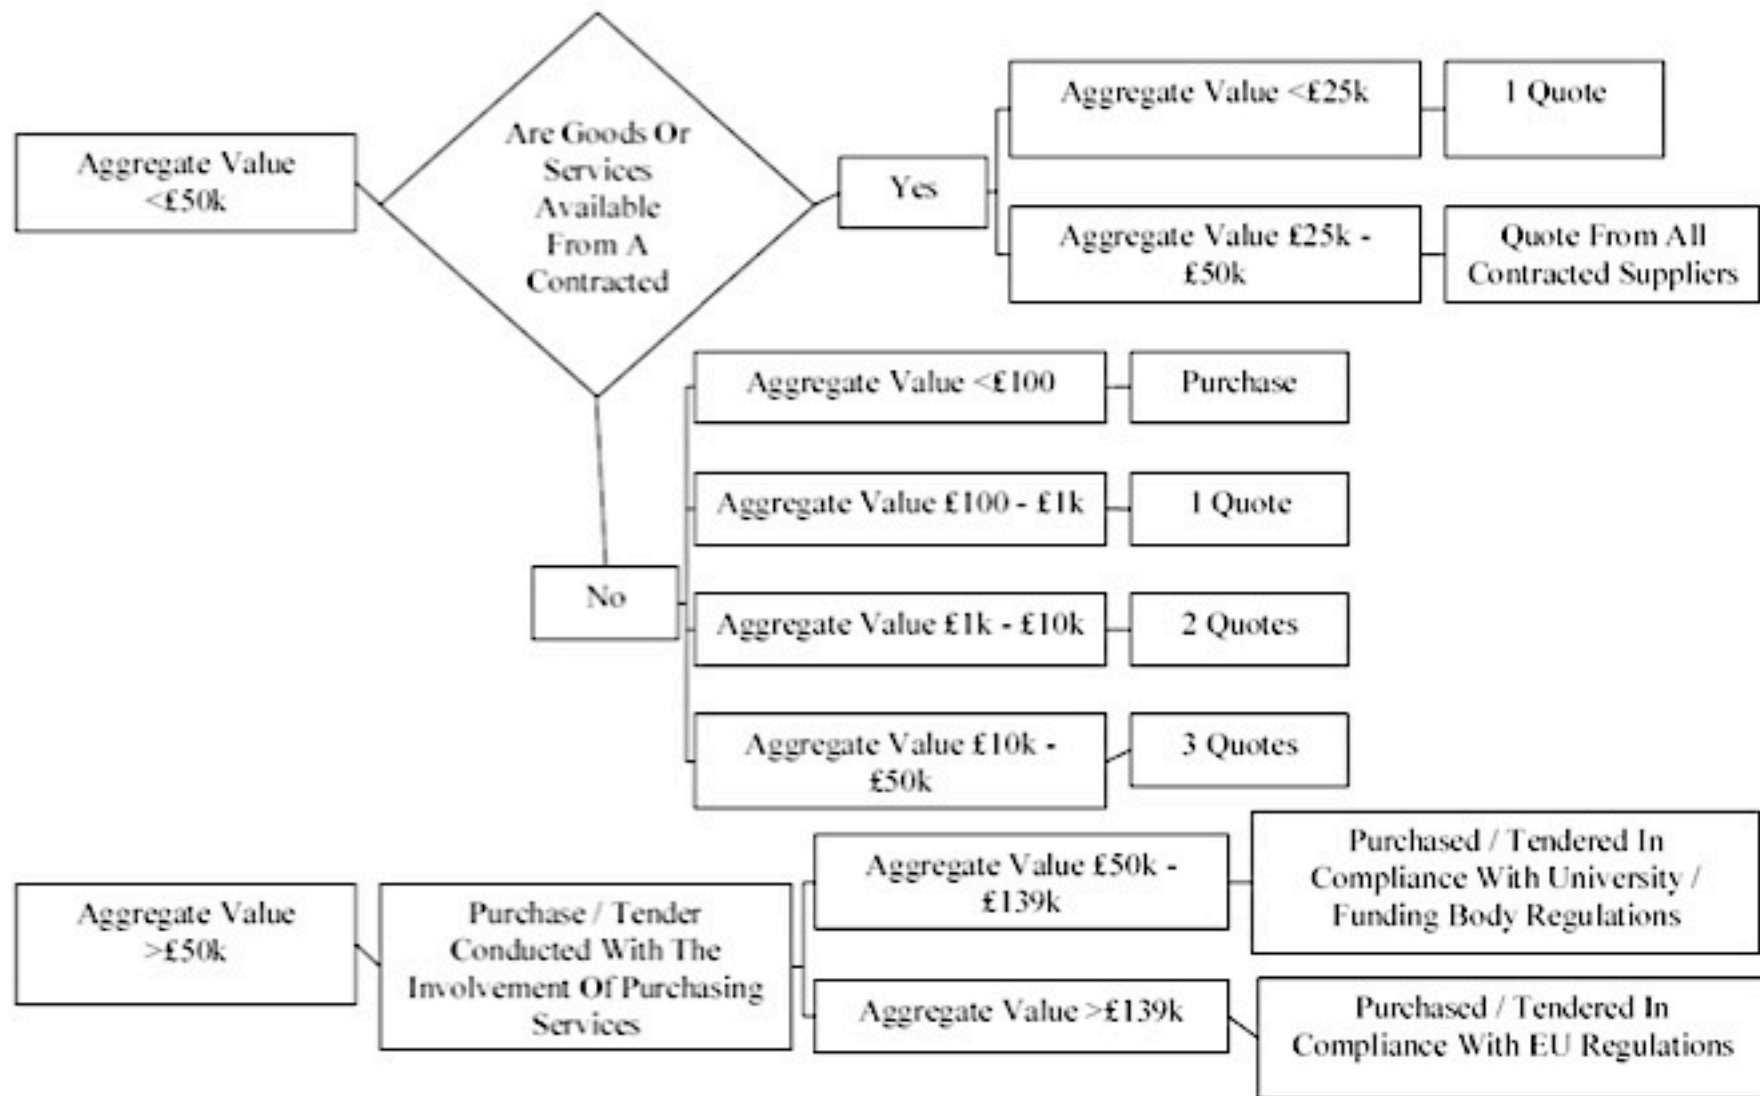 Aggregate Value
<£50k
Are Goods Or
Services
Available
From A
Contracted
Yes
Aggregate Value <£25k
1 Quote
Aggregate Value £25k -
£50k
Quote From All
Contracted Suppliers
No
Aggregate Value <£100
Purchase
Aggregate Value £100 - £1k
1 Quote
Aggregate Value £1k - £10k
2 Quotes
Aggregate Value £10k -
£50k
3 Quotes
Aggregate Value
>£50k
Purchase / Tender
Conducted With The
Involvement Of Purchasing
Services
Aggregate Value £50k -
£139k
Purchased / Tendered In
Compliance With University /
Funding Body Regulations
Aggregate Value >£139k
Purchased / Tendered In
Compliance With EU Regulations